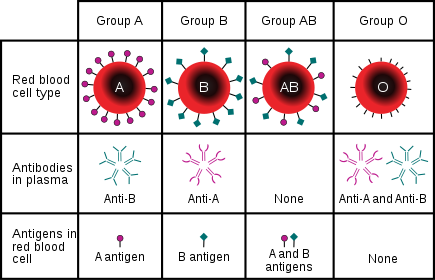 Group A Group B Group AB Group O
Red blood
cell type
A B AB O
Antibodies
in plasma
Anti-B Anti-A None Anti-A and Anti-B
Antigens in
red blood
cell
A antigen B antigen A and B
antigens None